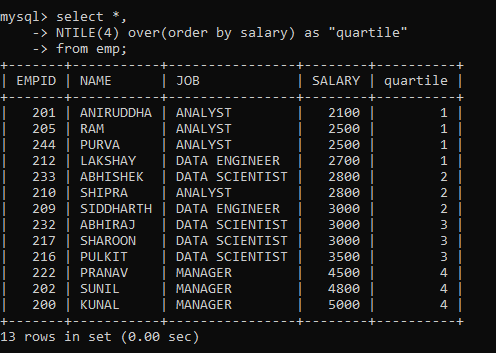 mysql> select *,
    -> NTILE(4) over(order by salary) as "quartile"
    -> from emp;
+-------+-----------+----------------+--------+----------+
| EMPID | NAME      | JOB            | SALARY | quartile |
+-------+-----------+----------------+--------+----------+
|   201 | ANIRUDDHA | ANALYST        |   2100 |        1 |
|   205 | RAM       | ANALYST        |   2500 |        1 |
|   244 | PURVA     | ANALYST        |   2500 |        1 |
|   212 | LAKSHAY   | DATA ENGINEER  |   2700 |        1 |
|   233 | ABHISHEK  | DATA SCIENTIST |   2800 |        2 |
|   210 | SHIPRA    | ANALYST        |   2800 |        2 |
|   209 | SIDDHARTH | DATA ENGINEER  |   3000 |        2 |
|   232 | ABHIRAJ   | DATA SCIENTIST |   3000 |        3 |
|   217 | SHAROON   | DATA SCIENTIST |   3000 |        3 |
|   216 | PULKIT    | DATA SCIENTIST |   3500 |        3 |
|   222 | PRANAV    | MANAGER        |   4500 |        4 |
|   202 | SUNIL     | MANAGER        |   4800 |        4 |
|   200 | KUNAL     | MANAGER        |   5000 |        4 |
+-------+-----------+----------------+--------+----------+
13 rows in set (0.00 sec)